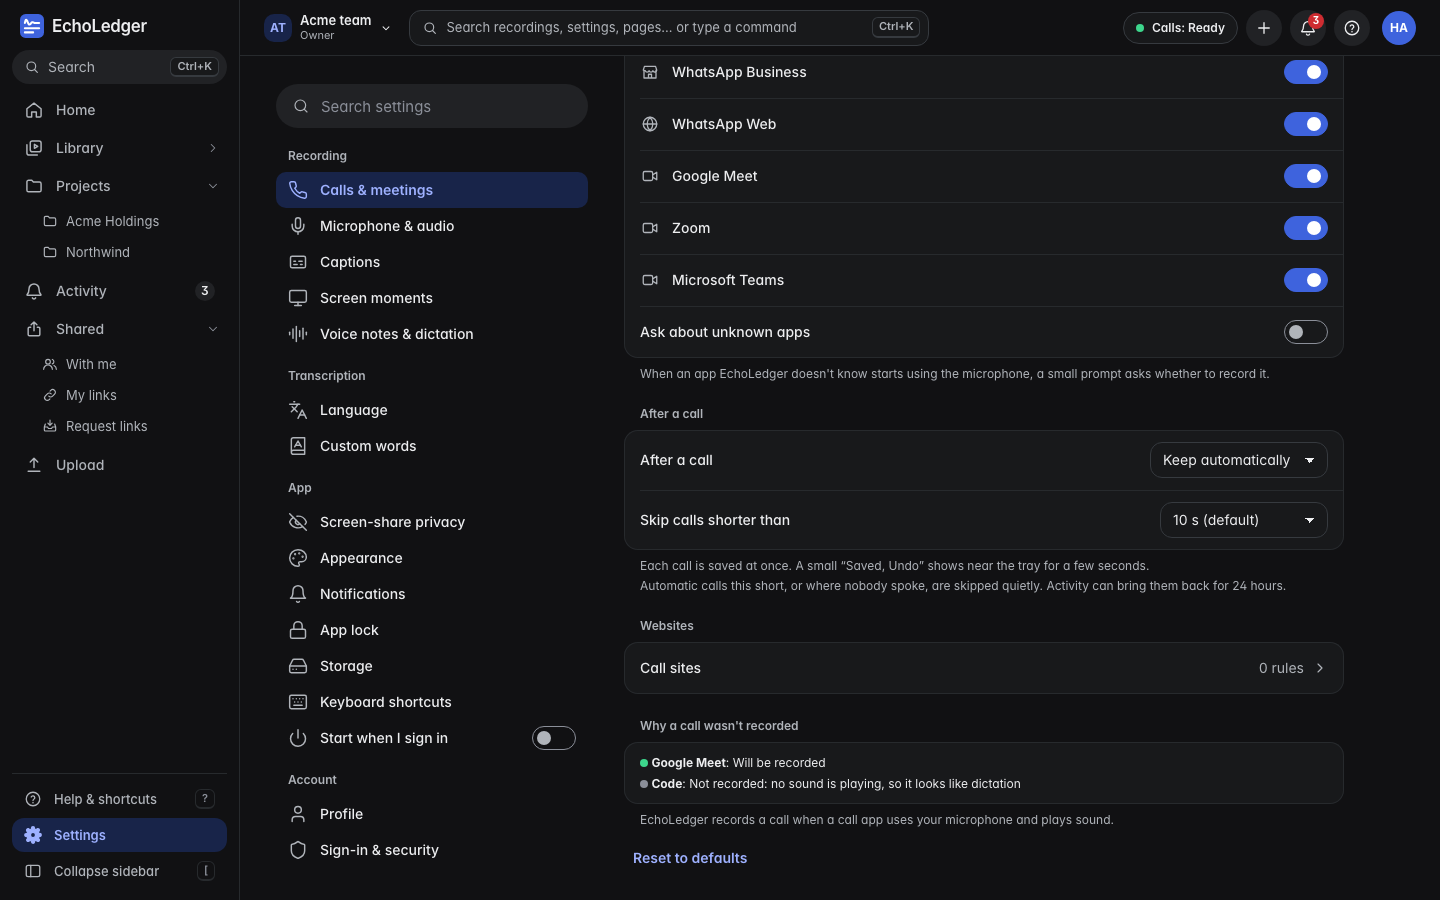 EchoLedger
Search Ctrl+K
Home
Library
Projects
Acme Holdings
Northwind
Activity 3
Shared
With me
My links
Request links
Upload
Help & shortcuts ?
Settings
Collapse sidebar [
AT Acme team
Owner
Search recordings, settings, pages... or type a command Ctrl+K
Calls: Ready
3
HA
Search settings
Recording
Calls & meetings
Microphone & audio
Captions
Screen moments
Voice notes & dictation
Transcription
Language
Custom words
App
Screen-share privacy
Appearance
Notifications
App lock
Storage
Keyboard shortcuts
Start when I sign in
Account
Profile
Sign-in & security
WhatsApp Business
WhatsApp Web
Google Meet
Zoom
Microsoft Teams
Ask about unknown apps
When an app EchoLedger doesn't know starts using the microphone, a small prompt asks whether to record it.
After a call
After a call Keep automatically
Skip calls shorter than 10 s (default)
Each call is saved at once. A small “Saved, Undo” shows near the tray for a few seconds.
Automatic calls this short, or where nobody spoke, are skipped quietly. Activity can bring them back for 24 hours.
Websites
Call sites 0 rules
Why a call wasn't recorded
Google Meet: Will be recorded
Code: Not recorded: no sound is playing, so it looks like dictation
EchoLedger records a call when a call app uses your microphone and plays sound.
Reset to defaults